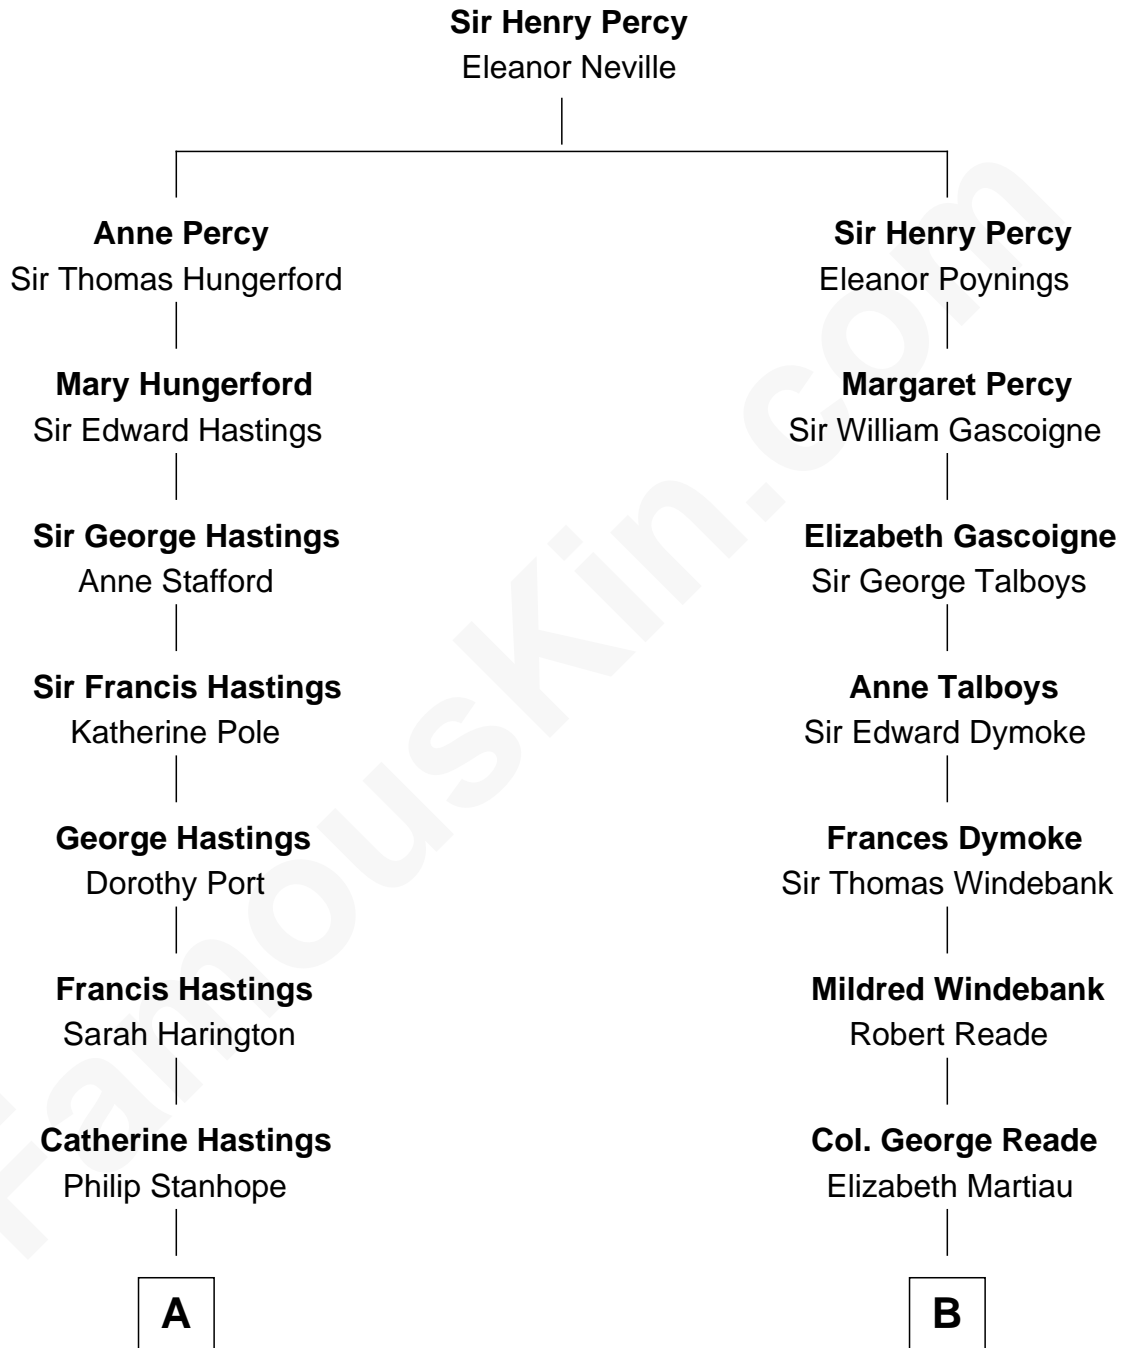 Sir Henry Percy
Eleanor Neville
Anne Percy
Sir Thomas Hungerford
Sir Henry Percy
Eleanor Poynings
Mary Hungerford
Sir Edward Hastings
Margaret Percy
Sir William Gascoigne
Sir George Hastings
Anne Stafford
Elizabeth Gascoigne
Sir George Talboys
Sir Francis Hastings
Katherine Pole
Anne Talboys
Sir Edward Dymoke
George Hastings
Dorothy Port
Frances Dymoke
Sir Thomas Windebank
Francis Hastings
Sarah Harington
Mildred Windebank
Robert Reade
Catherine Hastings
Philip Stanhope
Col. George Reade
Elizabeth Martiau
A
B
FamousKin.com